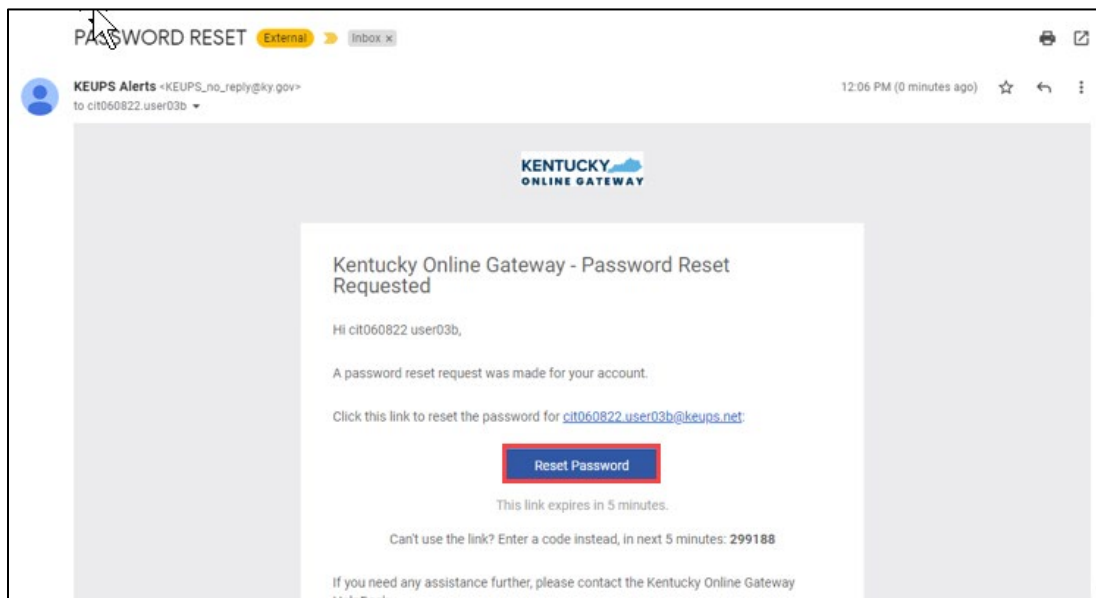 PASSWORD RESET External Inbox x
KEUPS Alerts <KEUPS_no_reply@ky.gov> 12:06 PM (0 minutes ago)
to cit060822.user03b
KENTUCKY
ONLINE GATEWAY
Kentucky Online Gateway - Password Reset
Requested
Hi cit060822 user03b,
A password reset request was made for your account.
Click this link to reset the password for cit060822.user03b@keups.net:
Reset Password
This link expires in 5 minutes.
Can't use the link? Enter a code instead, in next 5 minutes: 299188
If you need any assistance further, please contact the Kentucky Online Gateway